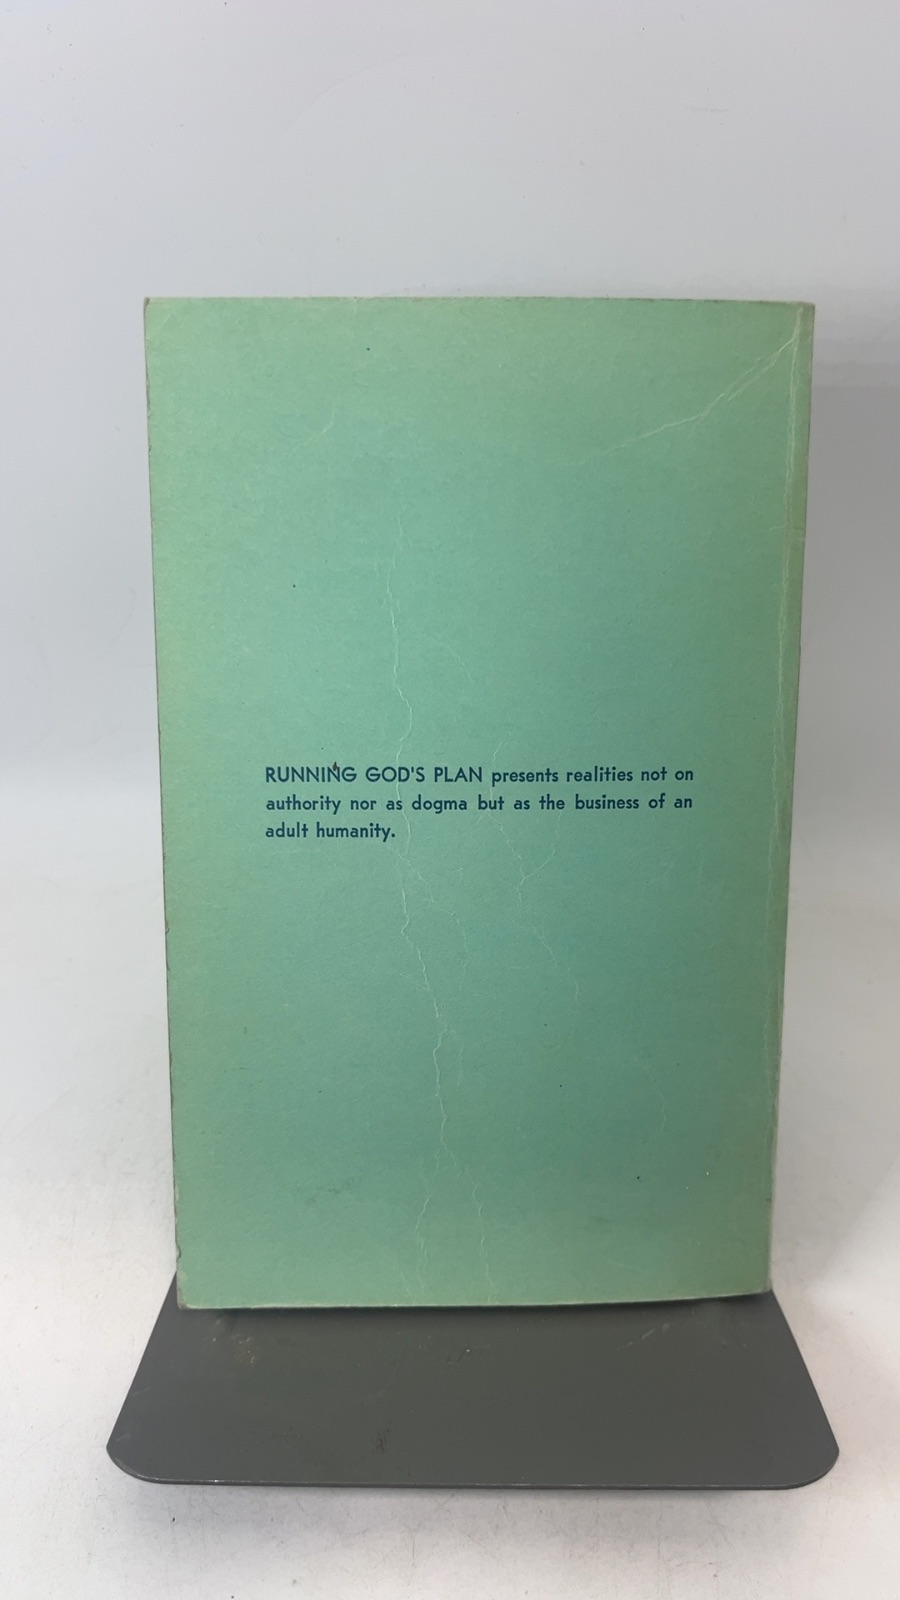 RUNNING GOD'S PLAN presents realities not on
authority nor as dogma but as the business of an
adult humanity.